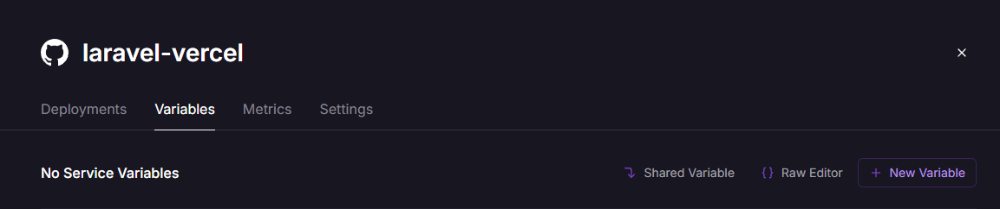 laravel-vercel
Deployments Variables Metrics Settings
No Service Variables Shared Variable {} Raw Editor + New Variable